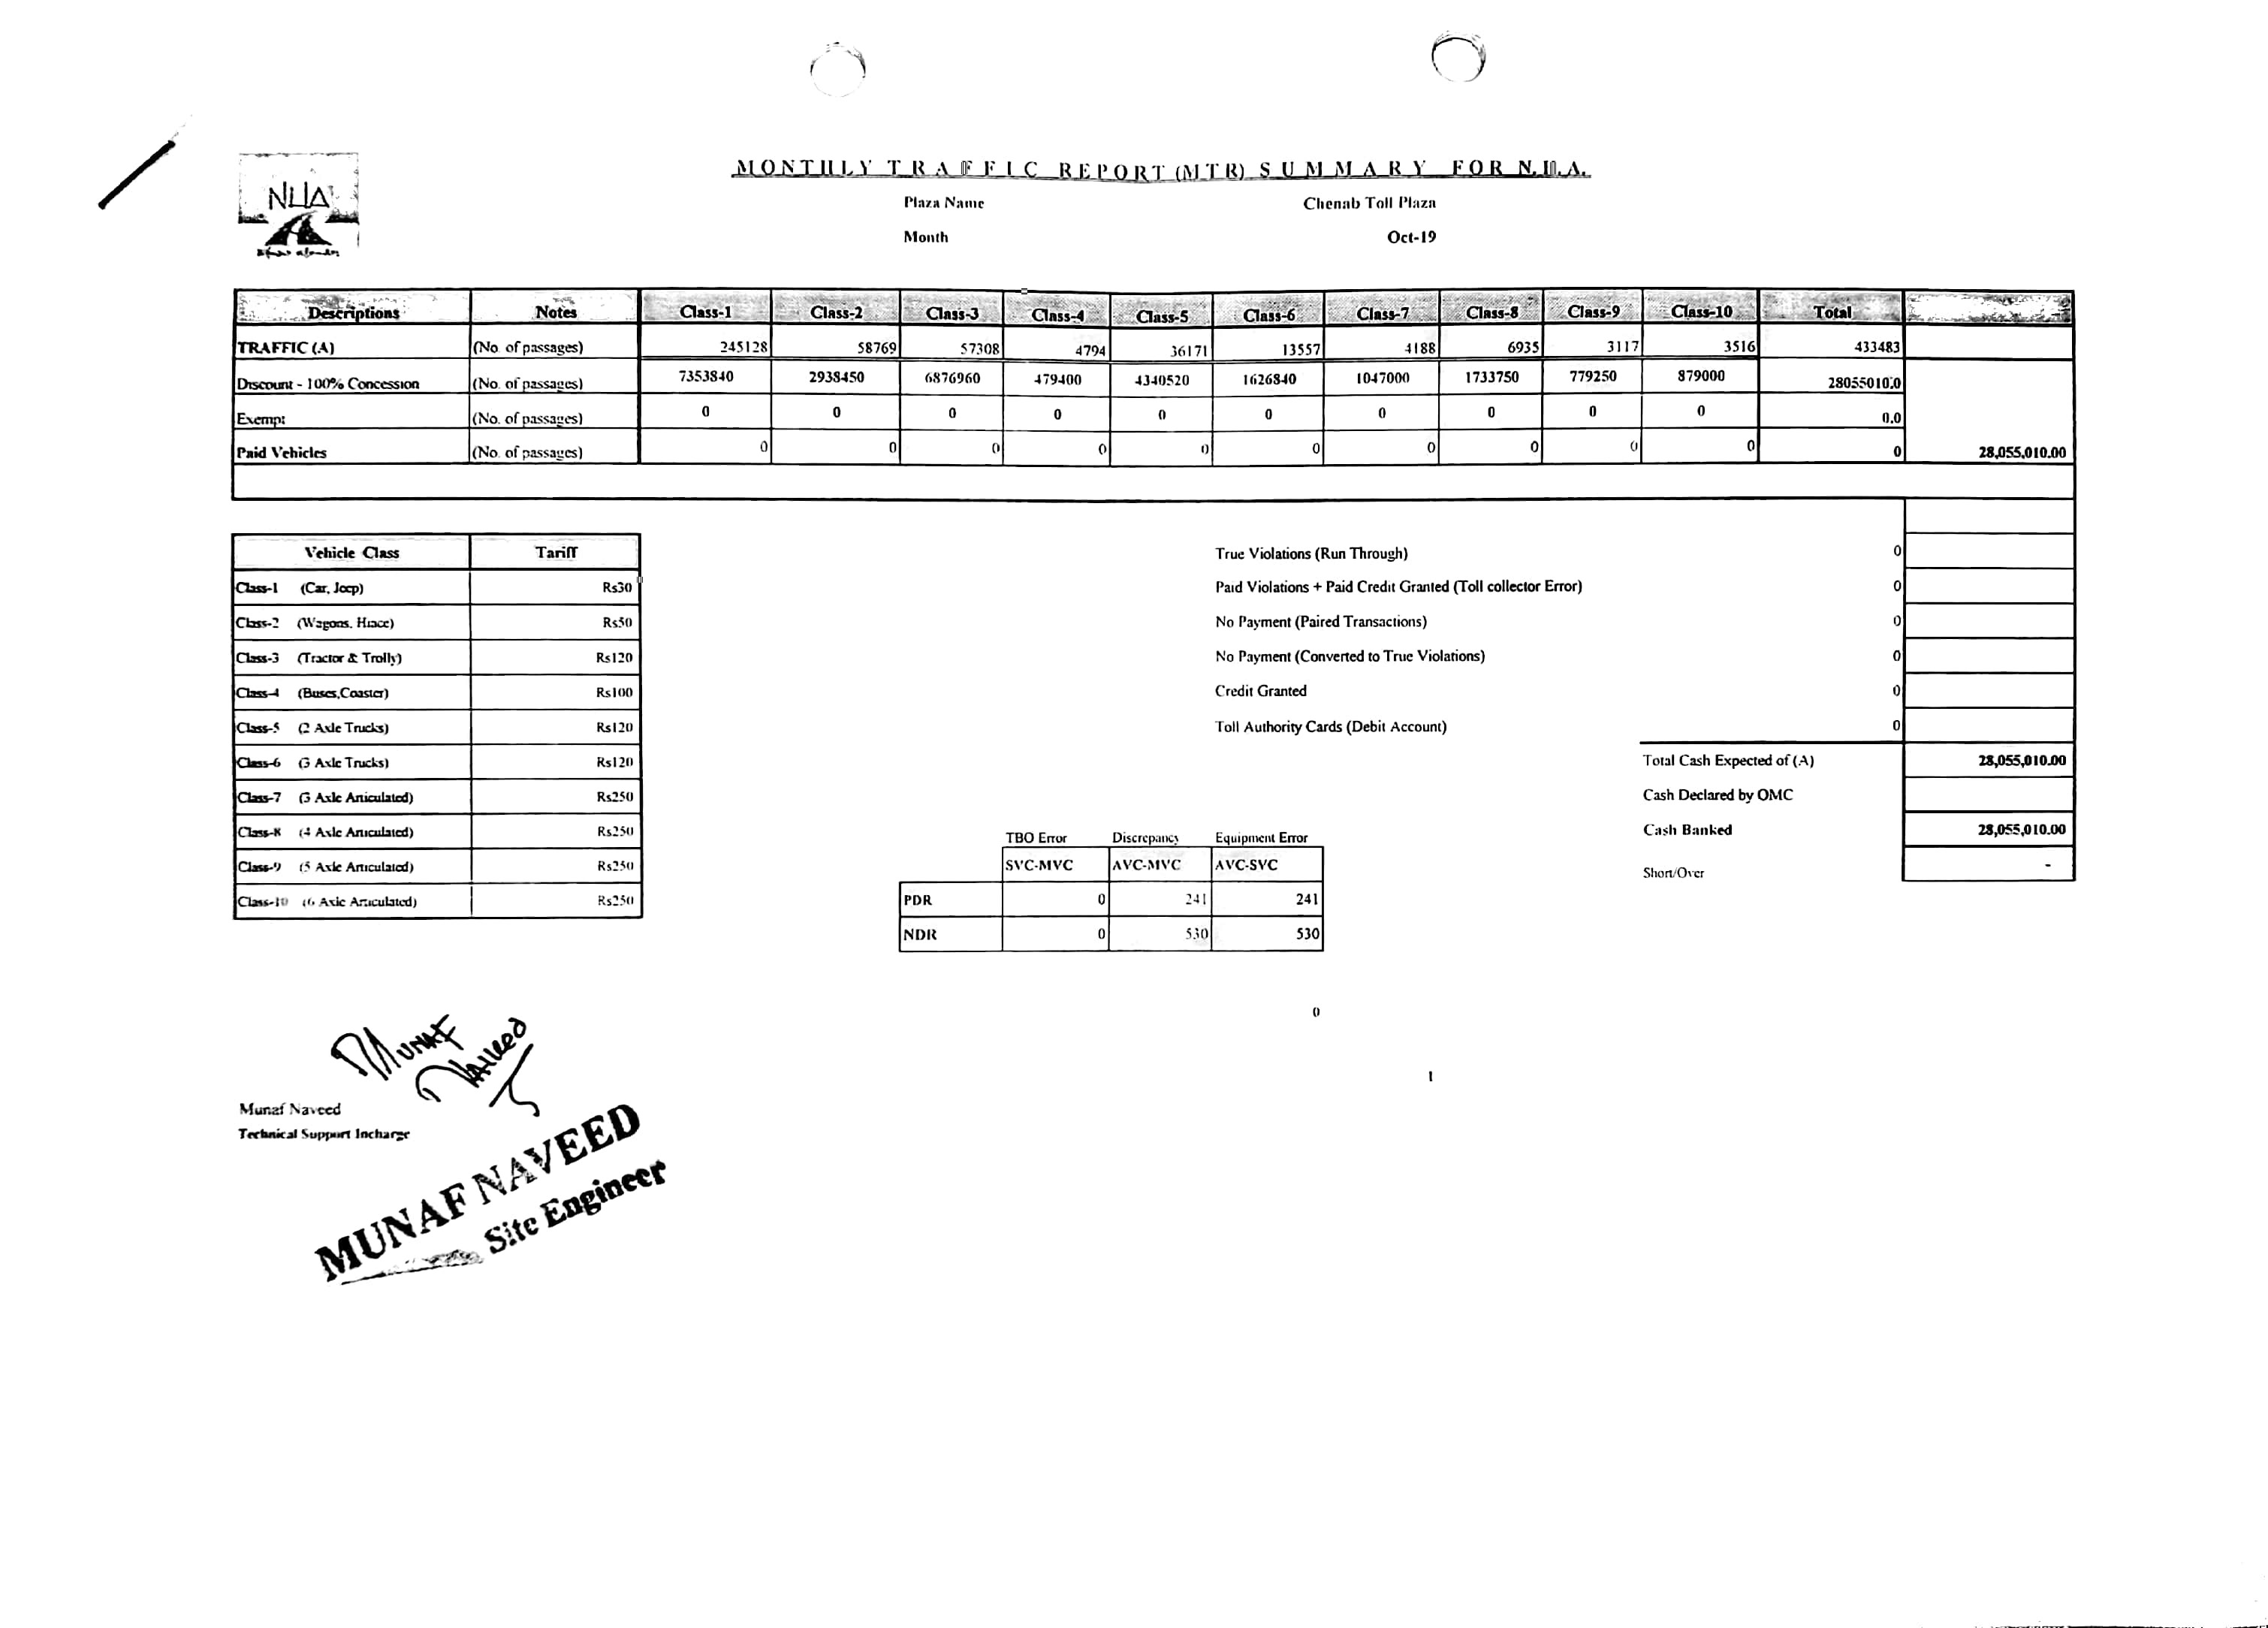 NHA
MONTHLY TRAFFIC REPORT (MTR) SUMMARY FOR N.H.A.
Plaza Name Chenab Toll Plaza
Month Oct-19
Descriptions Notes Class-1 Class-2 Class-3 Class-4 Class-5 Class-6 Class-7 Class-8 Class-9 Class-10 Total
TRAFFIC (A) (No. of passages) 245128 58769 57308 4794 36171 13557 4188 6935 3117 3516 433483
Discount - 100% Concession (No. of passages) 7353840 2938450 6876960 479400 4340520 1626840 1047000 1733750 779250 879000 28055010.0
Exempt (No. of passages) 0 0 0 0 0 0 0 0 0 0 0.0
Paid Vehicles (No. of passages) 0 0 0 0 0 0 0 0 0 0 0 28,055,010.00
Vehicle Class Tariff
Class-1 (Car, Jeep) Rs30
Class-2 (Wagons, Hiace) Rs50
Class-3 (Tractor & Trolly) Rs120
Class-4 (Buses,Coaster) Rs100
Class-5 (2 Axle Trucks) Rs120
Class-6 (3 Axle Trucks) Rs120
Class-7 (3 Axle Articulated) Rs250
Class-8 (4 Axle Articulated) Rs250
Class-9 (5 Axle Articulated) Rs250
Class-10 (6 Axle Articulated) Rs250
True Violations (Run Through) 0
Paid Violations + Paid Credit Granted (Toll collector Error) 0
No Payment (Paired Transactions) 0
No Payment (Converted to True Violations) 0
Credit Granted 0
Toll Authority Cards (Debit Account) 0
Total Cash Expected of (A) 28,055,010.00
Cash Declared by OMC
Cash Banked 28,055,010.00
Short/Over -
TBO Error Discrepancy Equipment Error
SVC-MVC AVC-MVC AVC-SVC
PDR 0 241 241
NDR 0 530 530
0
1
Munaf
Naveed
Munaf Naveed
Technical Support Incharge
MUNAF NAVEED
Site Engineer